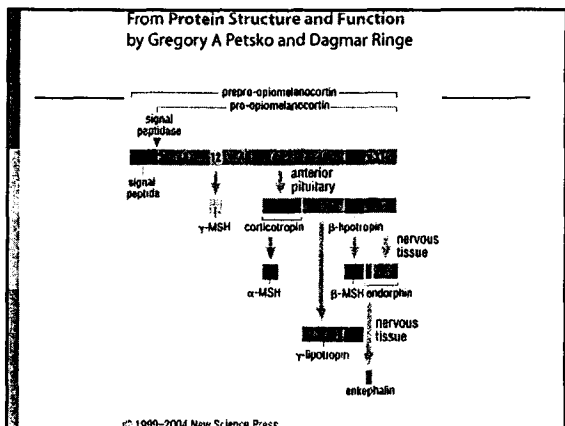 From Protein Structure and Function
by Gregory A Petsko and Dagmar Ringe
prepro-opiomelanocortin
pro-opiomelanocortin
signal
peptidase
12
signal
peptide
anterior
pituitary
γ-MSH
corticotropin
β-lipotropin
nervous
tissue
α-MSH
β-MSH
endorphin
γ-lipotropin
nervous
tissue
enkephalin
© 1999–2004 New Science Press